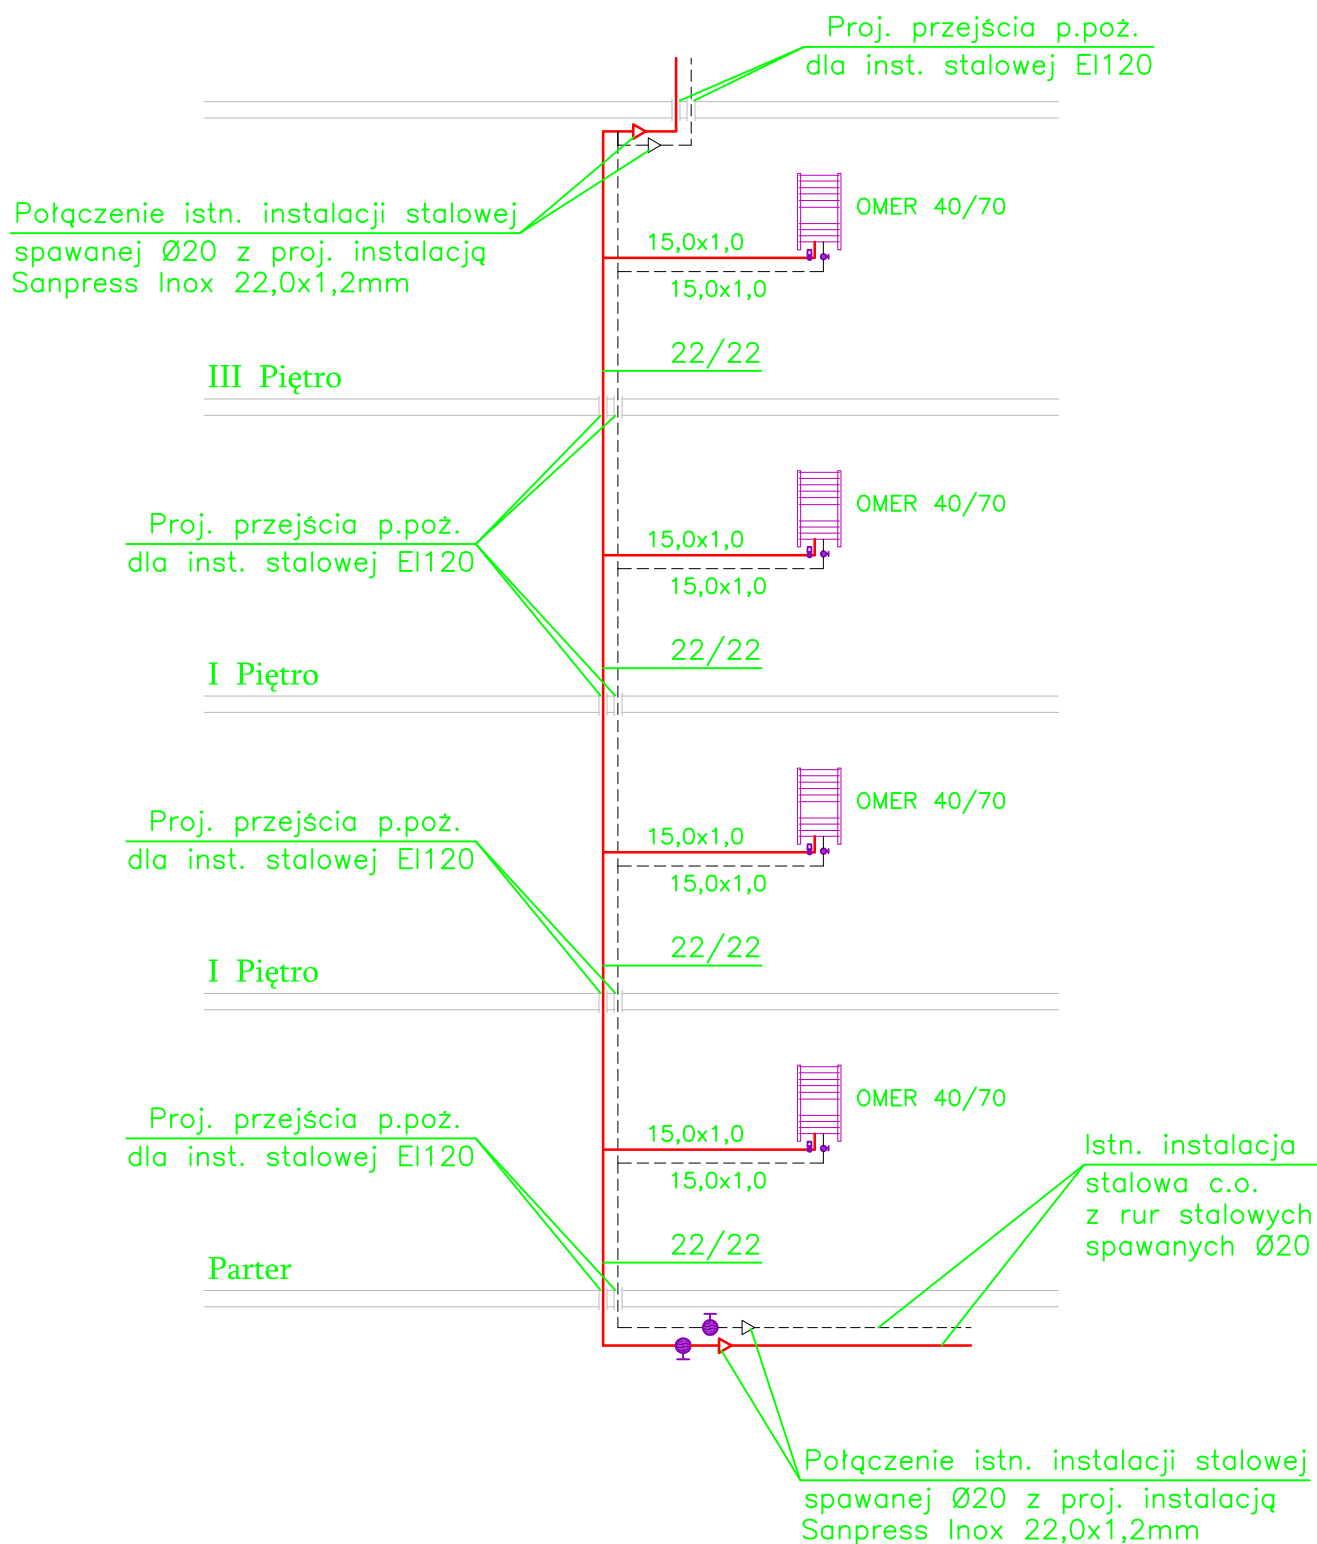 Proj. przejścia p.poż.
dla inst. stalowej EI120
Połączenie istn. instalacji stalowej
spawanej Ø20 z proj. instalacją
Sanpress Inox 22,0x1,2mm
OMER 40/70
15,0x1,0
15,0x1,0
22/22
III Piętro
OMER 40/70
Proj. przejścia p.poż.
dla inst. stalowej EI120
15,0x1,0
15,0x1,0
22/22
I Piętro
OMER 40/70
Proj. przejścia p.poż.
dla inst. stalowej EI120
15,0x1,0
15,0x1,0
22/22
I Piętro
OMER 40/70
Proj. przejścia p.poż.
dla inst. stalowej EI120
15,0x1,0
15,0x1,0
Istn. instalacja
stalowa c.o.
z rur stalowych
spawanych Ø20
22/22
Parter
Połączenie istn. instalacji stalowej
spawanej Ø20 z proj. instalacją
Sanpress Inox 22,0x1,2mm